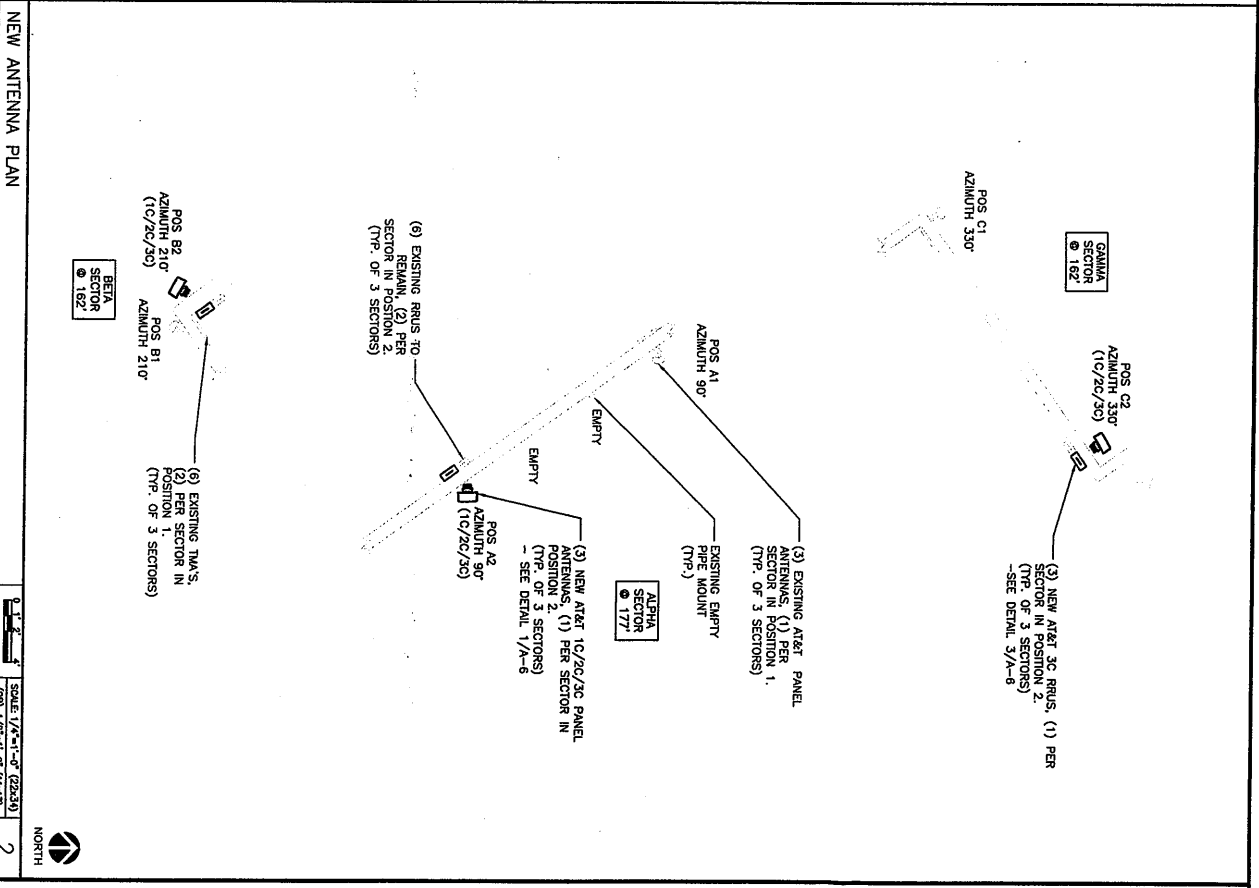 (3) NEW AT&T 3C RRUS, (1) PER
SECTOR IN POSITION 2.
(TYP. OF 3 SECTORS)
-SEE DETAIL 3/A-6
GAMMA
SECTOR
@ 162'
POS C2
AZIMUTH 330°
(1C/2C/3C)
POS C1
AZIMUTH 330°
(3) EXISTING AT&T PANEL
ANTENNAS, (1) PER
SECTOR IN POSITION 1.
(TYP. OF 3 SECTORS)
EXISTING EMPTY
PIPE MOUNT
(TYP.)
POS A1
AZIMUTH 90°
EMPTY
EMPTY
ALPHA
SECTOR
@ 177'
(3) NEW AT&T 1C/2C/3C PANEL
ANTENNAS, (1) PER SECTOR IN
POSITION 2.
(TYP. OF 3 SECTORS)
- SEE DETAIL 1/A-6
POS A2
AZIMUTH 90°
(1C/2C/3C)
(6) EXISTING RRUS TO
REMAIN, (2) PER
SECTOR IN POSITION 2.
(TYP. OF 3 SECTORS)
POS B2
AZIMUTH 210°
(1C/2C/3C)
POS B1
AZIMUTH 210°
BETA
SECTOR
@ 162'
(6) EXISTING TMA'S,
(2) PER SECTOR IN
POSITION 1.
(TYP. OF 3 SECTORS)
NORTH
NEW ANTENNA PLAN
0 1' 2' 4'
SCALE: 1/4"=1'-0" (22x34)
2